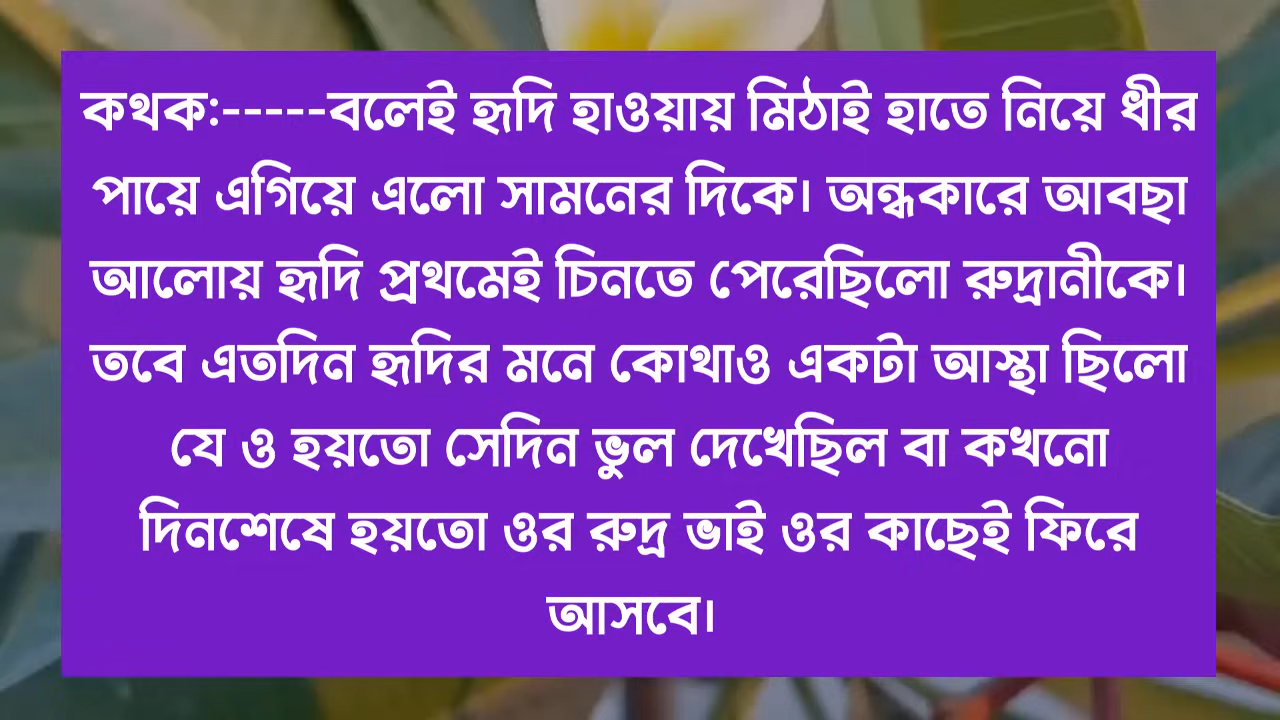 কথক:-----বলেই হৃদি হাওয়ায় মিঠাই হাতে নিয়ে ধীর
পায়ে এগিয়ে এলো সামনের দিকে। অন্ধকারে আবছা
আলোয় হৃদি প্রথমেই চিনতে পেরেছিলো রুদ্রানীকে।
তবে এতদিন হৃদির মনে কোথাও একটা আস্থা ছিলো
যে ও হয়তো সেদিন ভুল দেখেছিল বা কখনো
দিনশেষে হয়তো ওর রুদ্র ভাই ওর কাছেই ফিরে
আসবে।